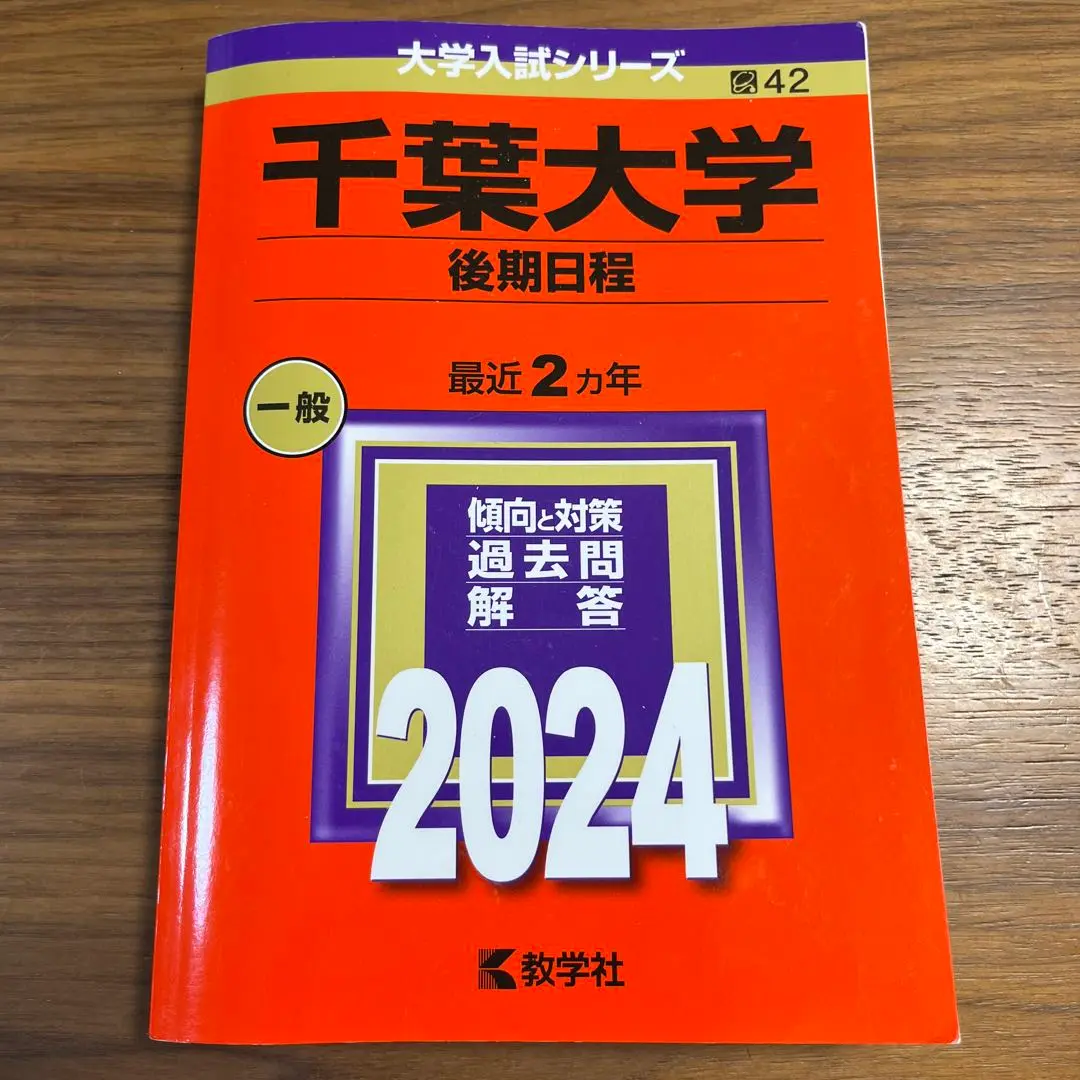 大学入試シリーズ
42
千葉大学
後期日程
最近2カ年
一般
傾向と対策
過去問
解答
2024
教学社